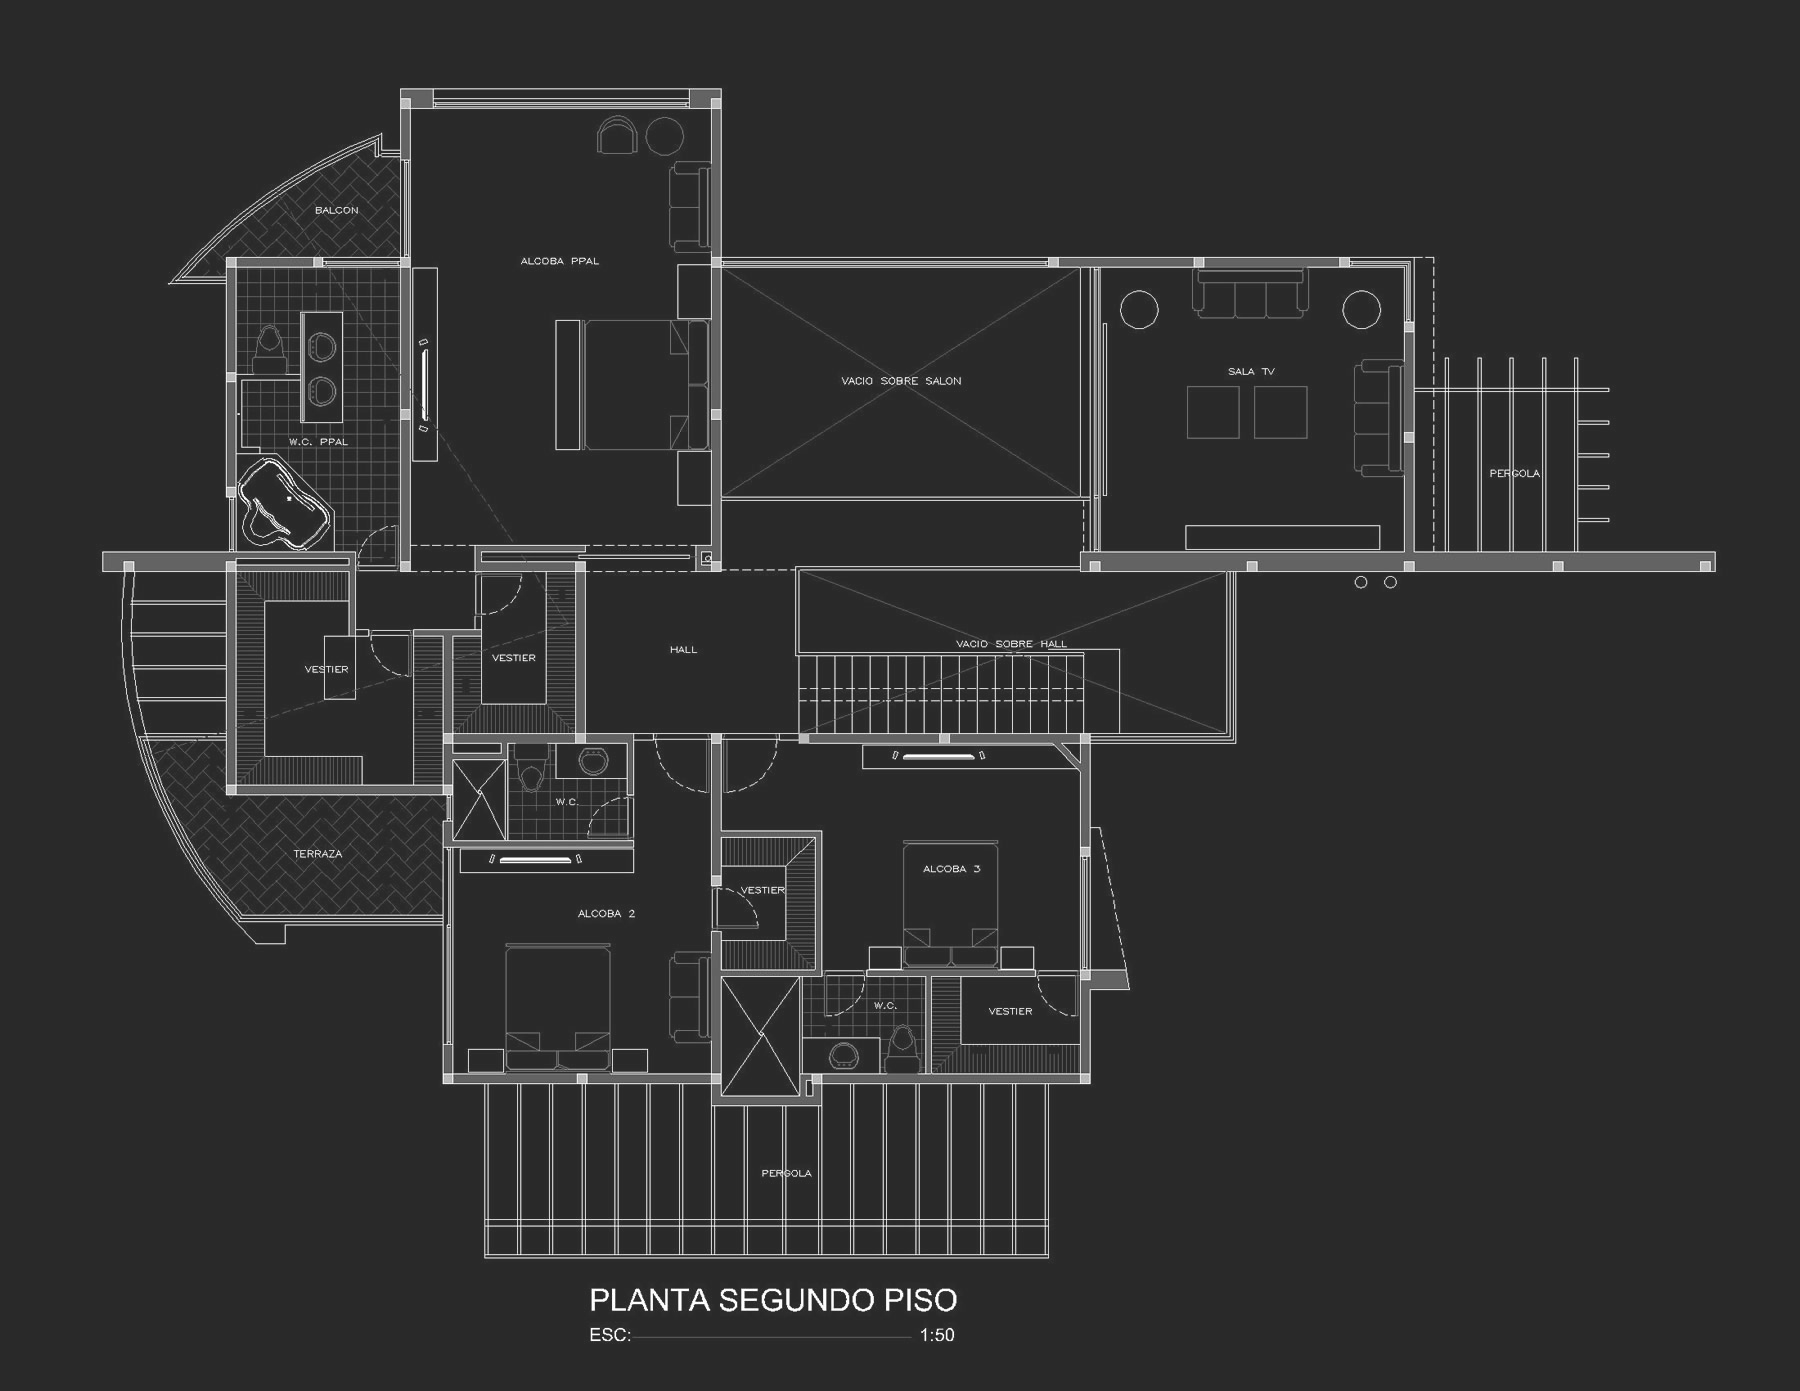 BALCON
ALCOBA PPAL
SALA TV
VACIO SOBRE SALON
W.C. PPAL
PERGOLA
VACIO SOBRE HALL
HALL
VESTIER
VESTIER
W.C.
TERRAZA
ALCOBA 3
VESTIER
ALCOBA 2
W.C.
VESTIER
PERGOLA
PLANTA SEGUNDO PISO
ESC: 1:50